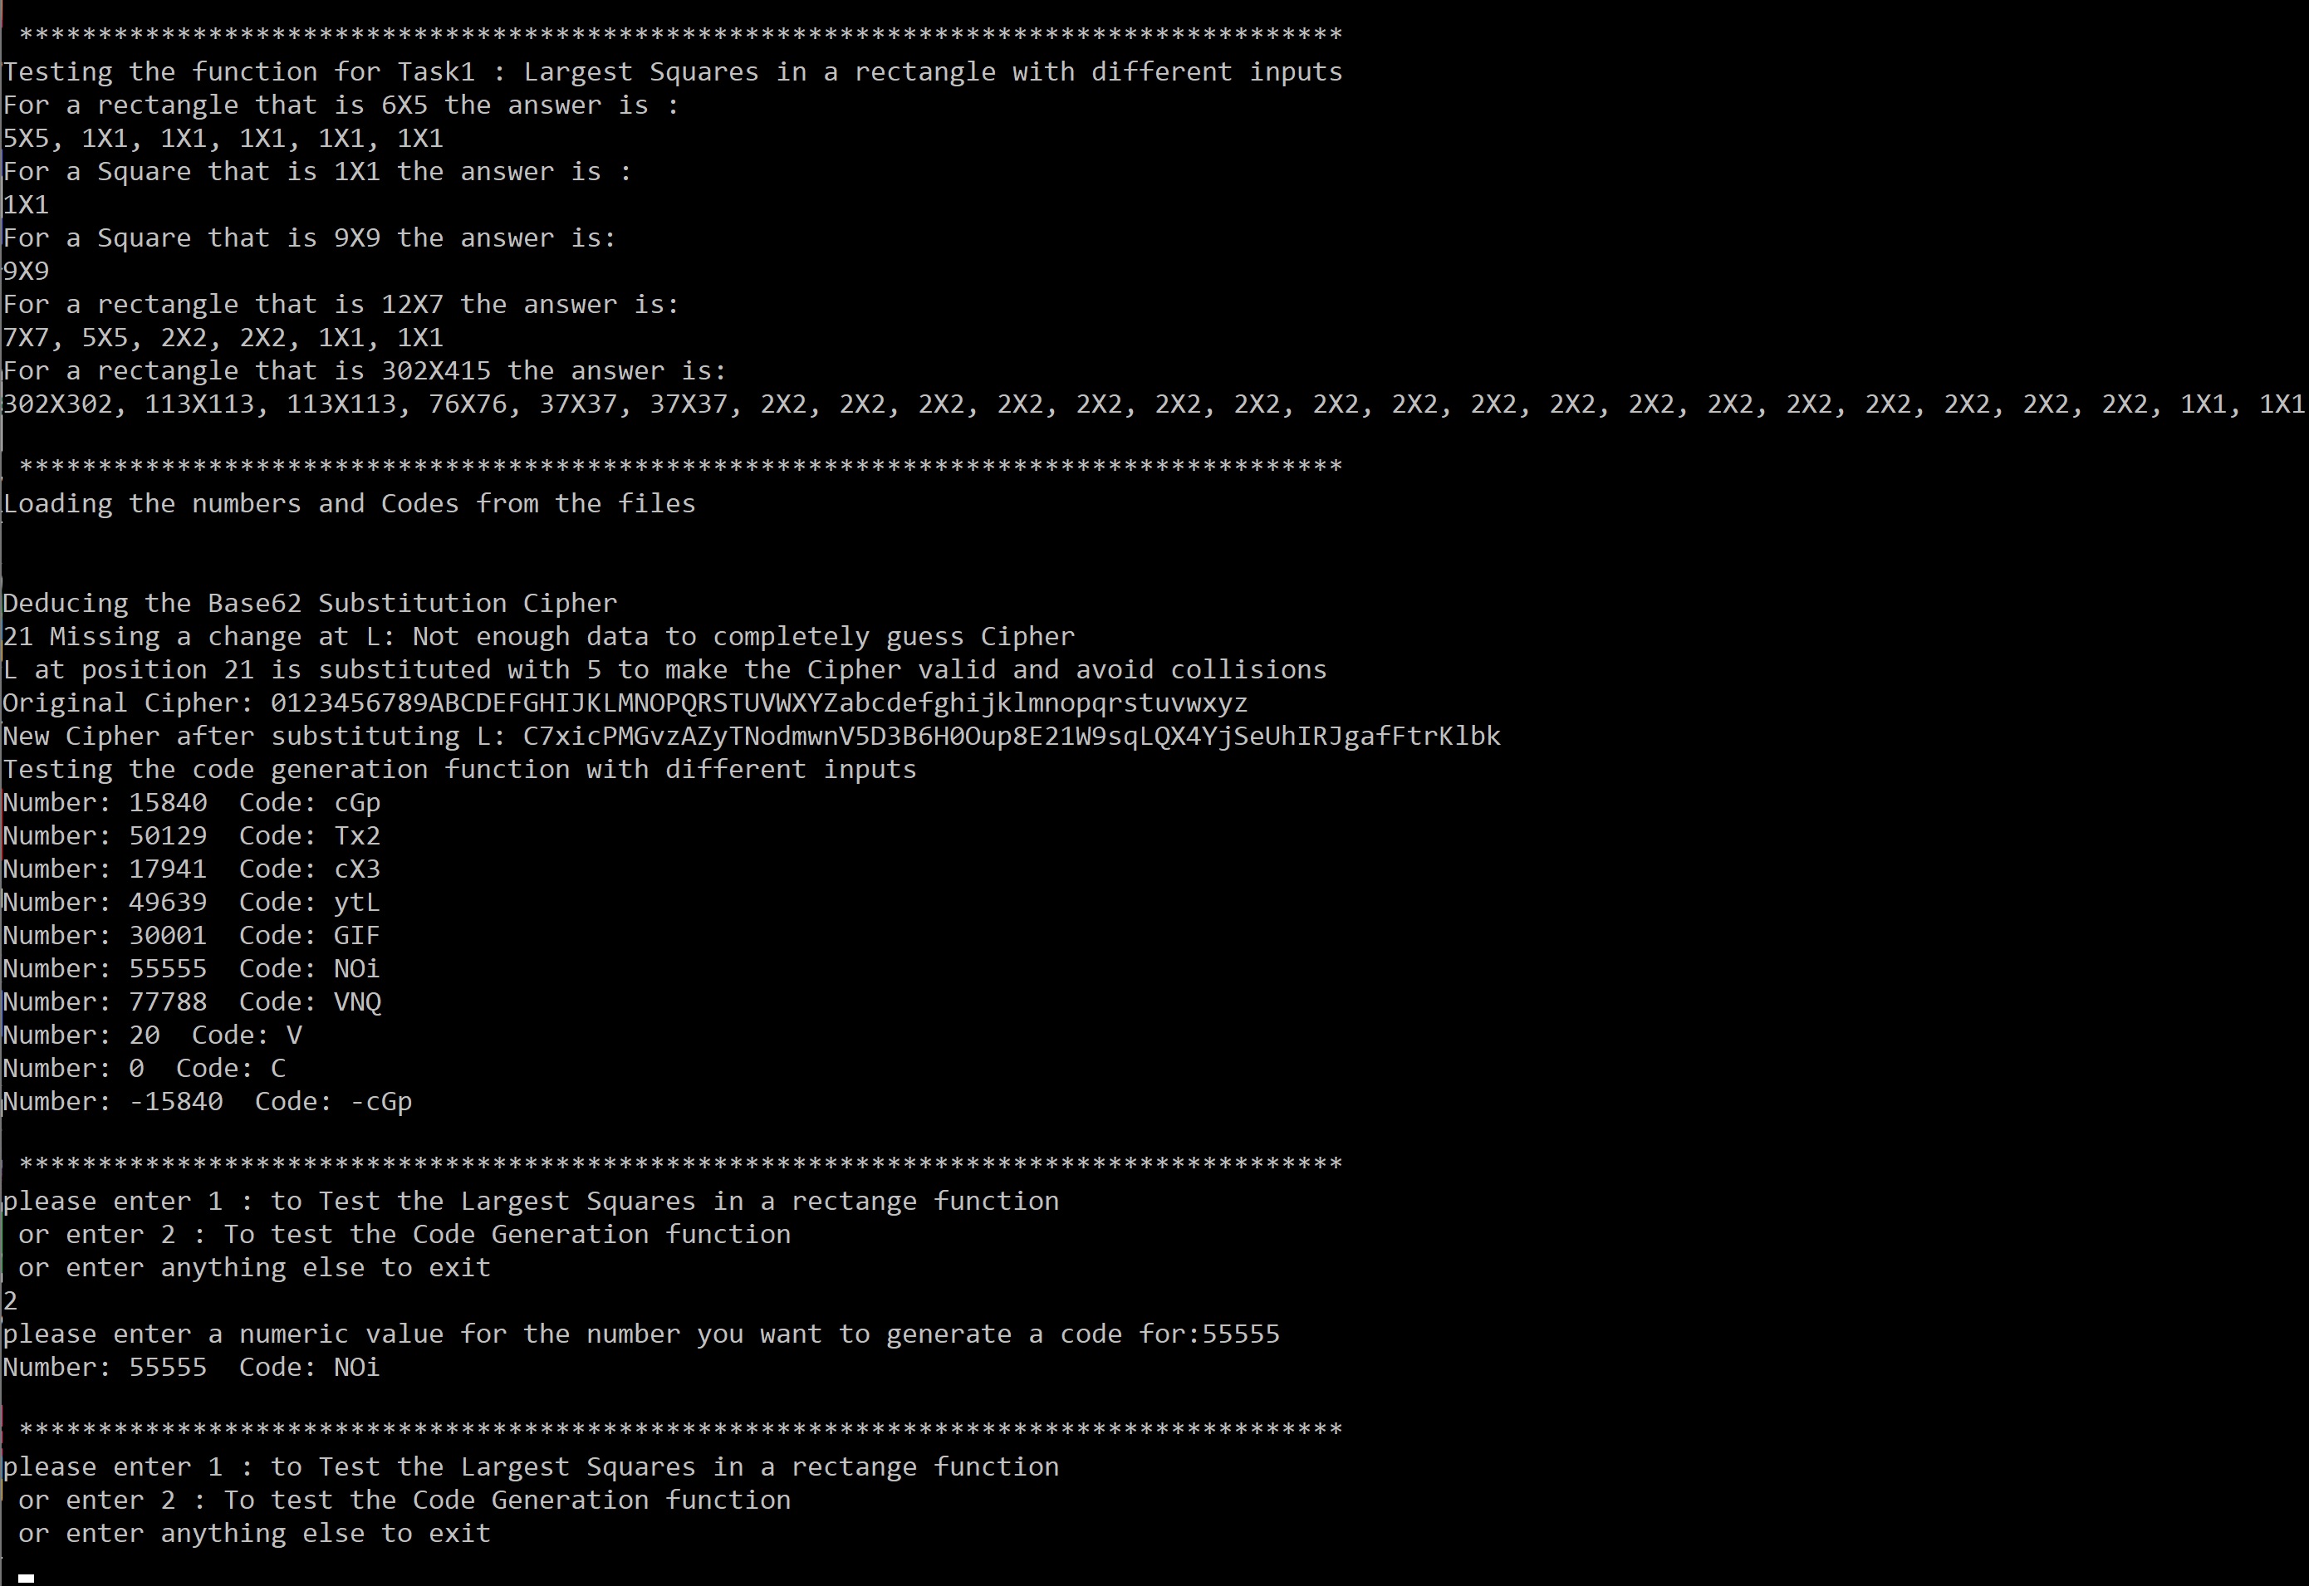 ************************************************************************************
Testing the function for Task1 : Largest Squares in a rectangle with different inputs
For a rectangle that is 6X5 the answer is :
5X5, 1X1, 1X1, 1X1, 1X1, 1X1
For a Square that is 1X1 the answer is :
1X1
For a Square that is 9X9 the answer is:
9X9
For a rectangle that is 12X7 the answer is:
7X7, 5X5, 2X2, 2X2, 1X1, 1X1
For a rectangle that is 302X415 the answer is:
302X302, 113X113, 113X113, 76X76, 37X37, 37X37, 2X2, 2X2, 2X2, 2X2, 2X2, 2X2, 2X2, 2X2, 2X2, 2X2, 2X2, 2X2, 2X2, 2X2, 2X2, 2X2, 2X2, 2X2, 1X1, 1X1
************************************************************************************
Loading the numbers and Codes from the files
Deducing the Base62 Substitution Cipher
21 Missing a change at L: Not enough data to completely guess Cipher
L at position 21 is substituted with 5 to make the Cipher valid and avoid collisions
Original Cipher: 0123456789ABCDEFGHIJKLMNOPQRSTUVWXYZabcdefghijklmnopqrstuvwxyz
New Cipher after substituting L: C7xicPMGvzAZyTNodmwnV5D3B6H0Oup8E21W9sqLQX4YjSeUhIRJgafFtrKlbk
Testing the code generation function with different inputs
Number: 15840  Code: cGp
Number: 50129  Code: Tx2
Number: 17941  Code: cX3
Number: 49639  Code: ytL
Number: 30001  Code: GIF
Number: 55555  Code: NOi
Number: 77788  Code: VNQ
Number: 20  Code: V
Number: 0  Code: C
Number: -15840  Code: -cGp
************************************************************************************
please enter 1 : to Test the Largest Squares in a rectange function
or enter 2 : To test the Code Generation function
or enter anything else to exit
2
please enter a numeric value for the number you want to generate a code for:55555
Number: 55555  Code: NOi
************************************************************************************
please enter 1 : to Test the Largest Squares in a rectange function
or enter 2 : To test the Code Generation function
or enter anything else to exit